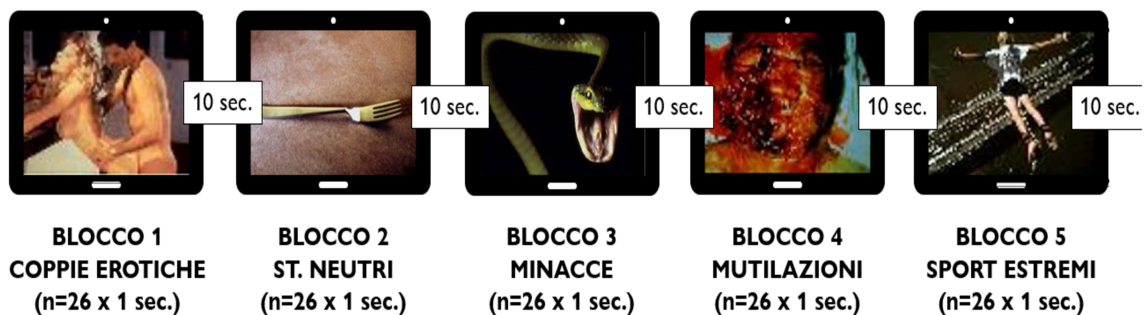 10 sec.
10 sec.
10 sec.
10 sec.
10 sec.
BLOCCO 1
COPPIE EROTICHE
(n=26 x 1 sec.)
BLOCCO 2
ST. NEUTRI
(n=26 x 1 sec.)
BLOCCO 3
MINACCE
(n=26 x 1 sec.)
BLOCCO 4
MUTILAZIONI
(n=26 x 1 sec.)
BLOCCO 5
SPORT ESTREMI
(n=26 x 1 sec.)